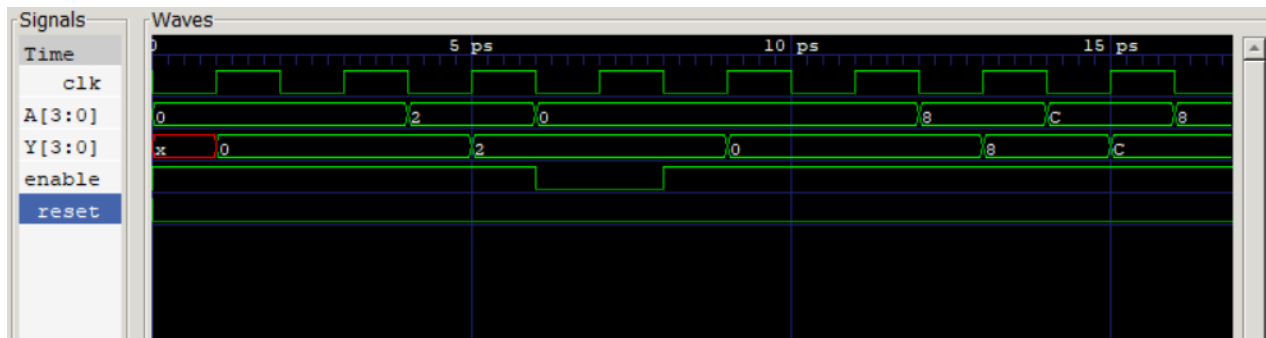 Signals Waves
Time 0 5 ps 10 ps 15 ps
clk
A[3:0] 0 2 0 8 C 8
Y[3:0] x 0 2 0 8 C
enable
reset